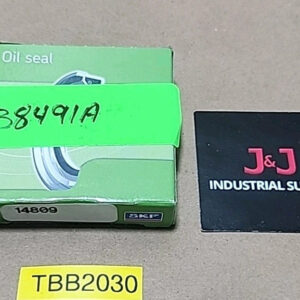 Oil seal
38491A
14809
SKF
J&J
INDUSTRIAL SU
TBB2030